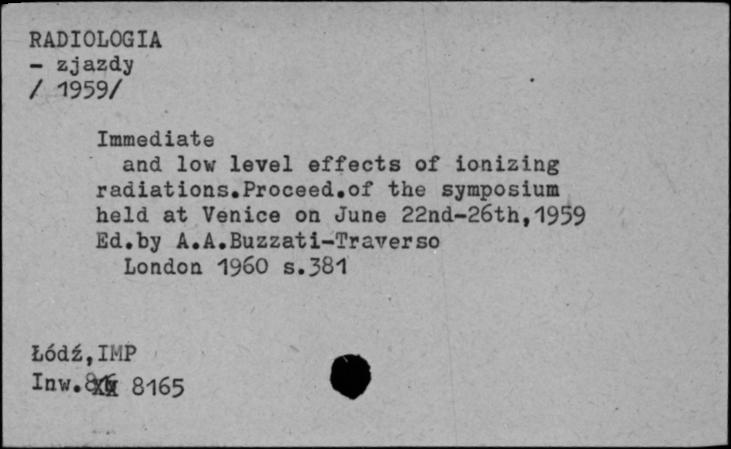 RADIOLOGIA
- zjazdy
/ 1959/
Immediate
and low level effects of ionizing
radiations.Proceed.of the symposium
held at Venice on June 22nd-26th,1959
Ed.by A.A.Buzzati-Traverso
London 1960 s.381
Łódź,IMP
Inw. 8165